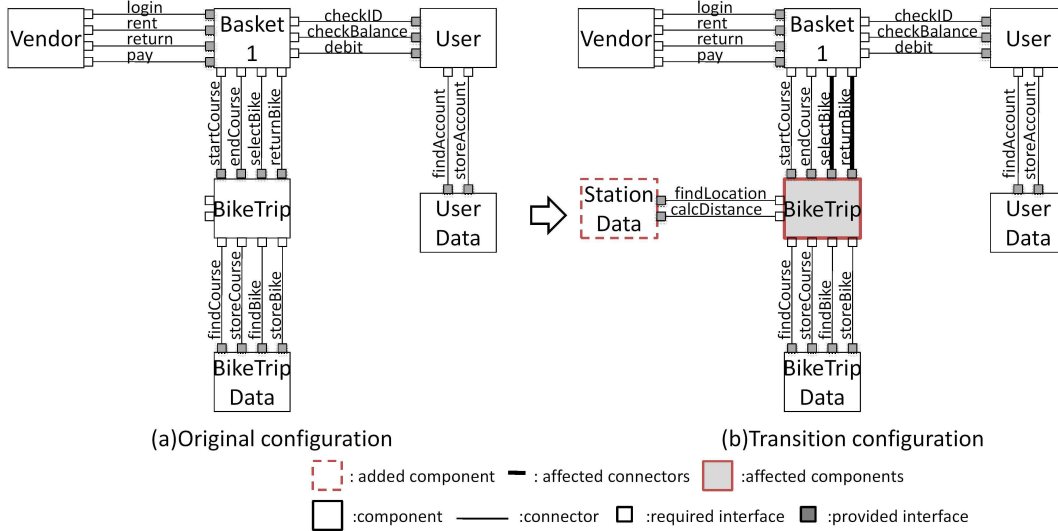 login
rent
return
pay
Vendor
Basket
1
checkID
checkBalance
debit
User
startCourse
endCourse
selectBike
returnBike
findAccount
storeAccount
BikeTrip
User
Data
findCourse
storeCourse
findBike
storeBike
BikeTrip
Data
(a)Original configuration
login
rent
return
pay
Vendor
Basket
1
checkID
checkBalance
debit
User
startCourse
endCourse
selectBike
returnBike
findAccount
storeAccount
Station
Data
findLocation
calcDistance
BikeTrip
User
Data
findCourse
storeCourse
findBike
storeBike
BikeTrip
Data
(b)Transition configuration
: added component
: affected connectors
:affected components
:component
:connector
:required interface
:provided interface